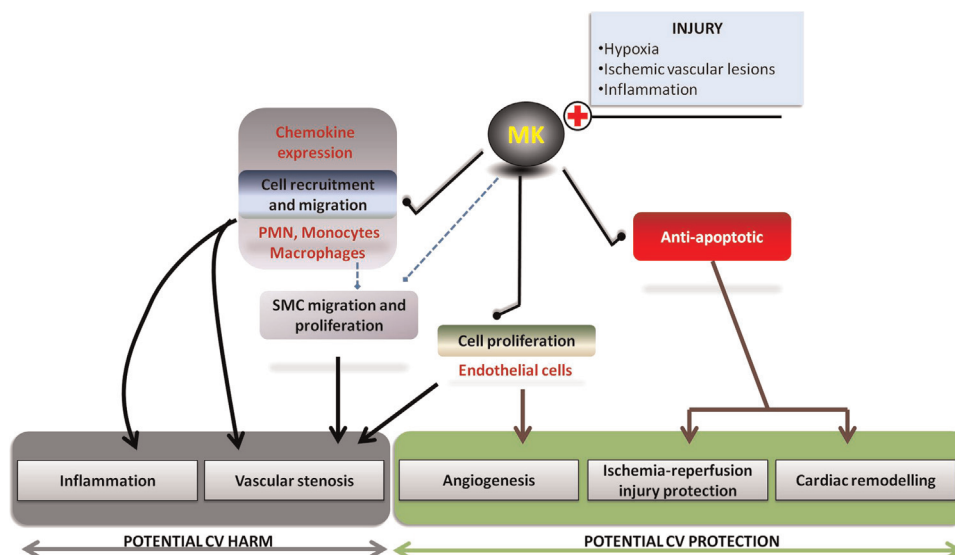 INJURY
•Hypoxia
•Ischemic vascular lesions
•Inflammation
MK
Chemokine
expression
Cell recruitment
and migration
PMN, Monocytes
Macrophages
Anti-apoptotic
SMC migration and
proliferation
Cell proliferation
Endothelial cells
Inflammation
Vascular stenosis
Angiogenesis
Ischemia-reperfusion
injury protection
Cardiac remodelling
POTENTIAL CV HARM
POTENTIAL CV PROTECTION